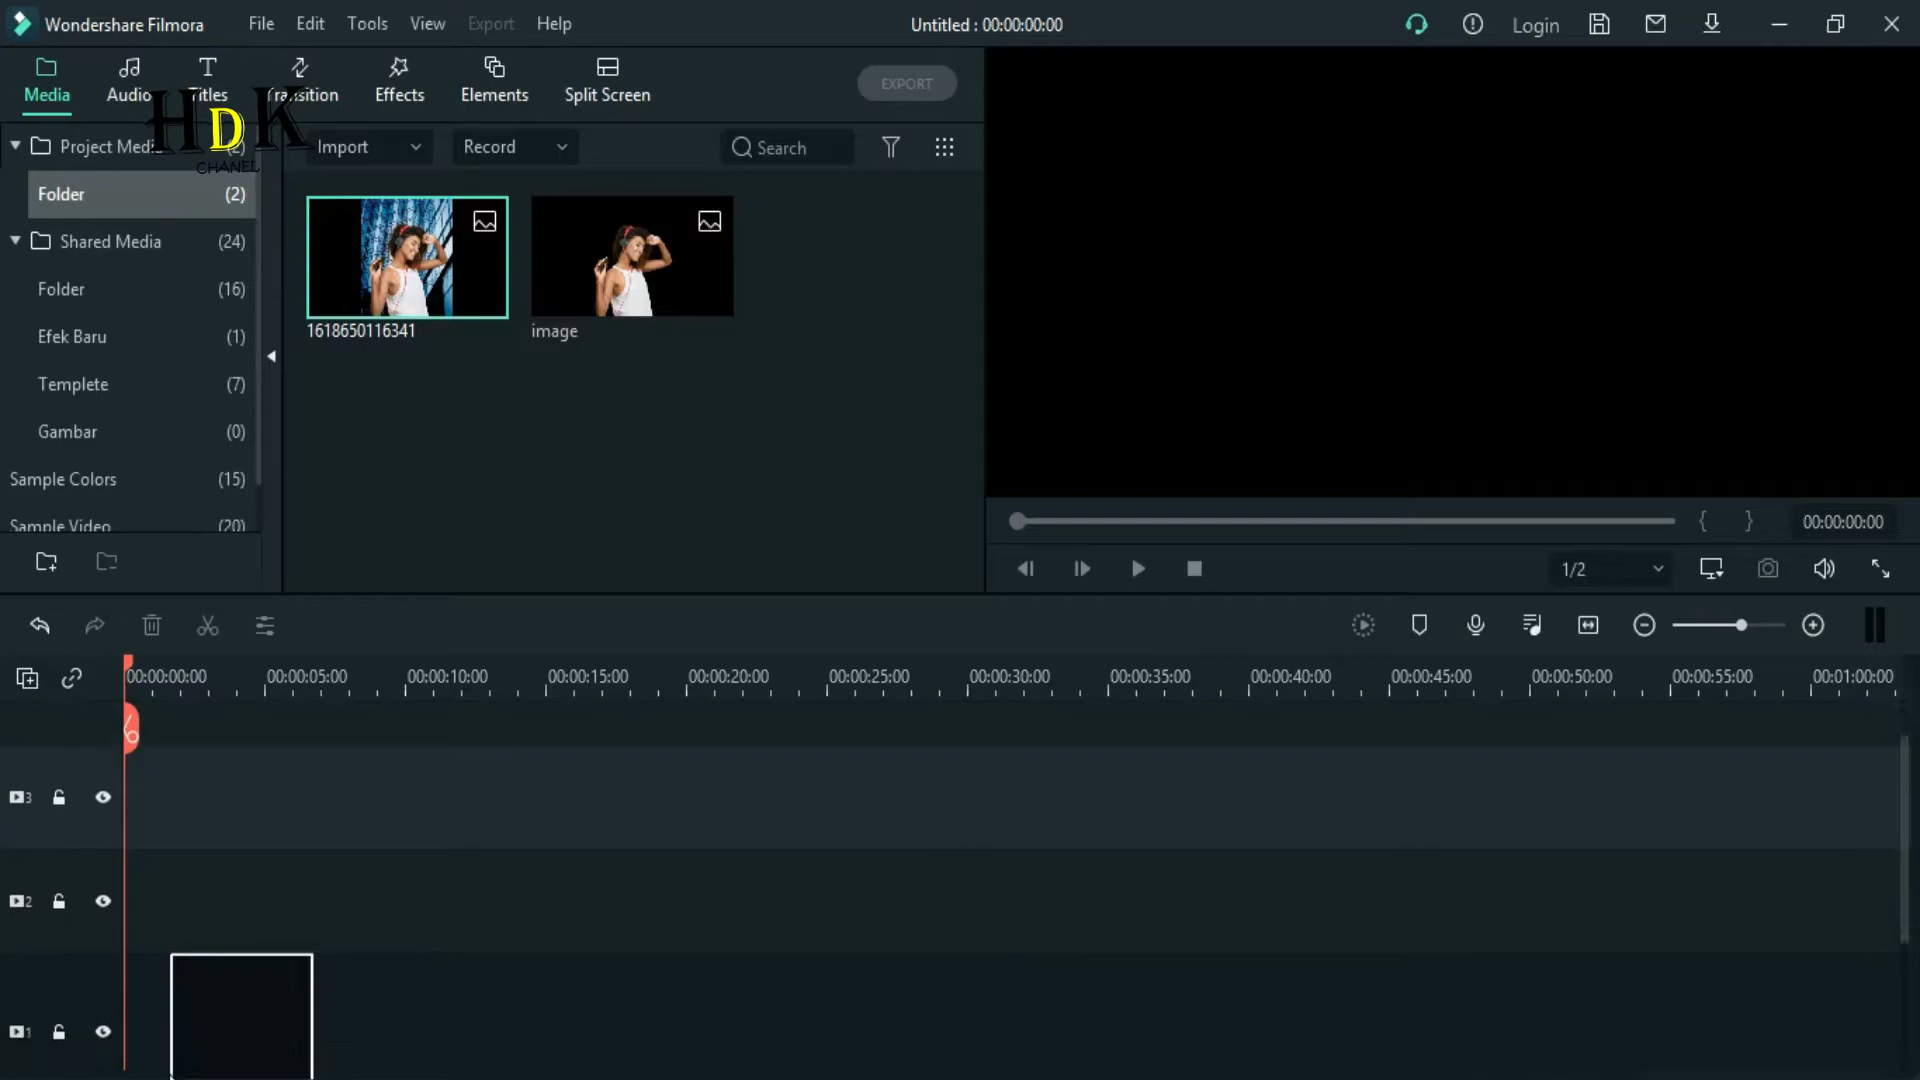 Wondershare Filmora File Edit Tools View Export Help Untitled : 00:00:00:00 Login
Media Audio Titles Transition Effects Elements Split Screen EXPORT
HDK
CHANEL
Project Media (2) Import Record Search
Folder (2)
Shared Media (24)
Folder (16)
1618650116341 image
Efek Baru (1)
Templete (7)
Gambar (0)
Sample Colors (15)
Sample Video (20)
{ } 00:00:00:00
1/2
00:00:00:00 00:00:05:00 00:00:10:00 00:00:15:00 00:00:20:00 00:00:25:00 00:00:30:00 00:00:35:00 00:00:40:00 00:00:45:00 00:00:50:00 00:00:55:00 00:01:00:00
3
2
1